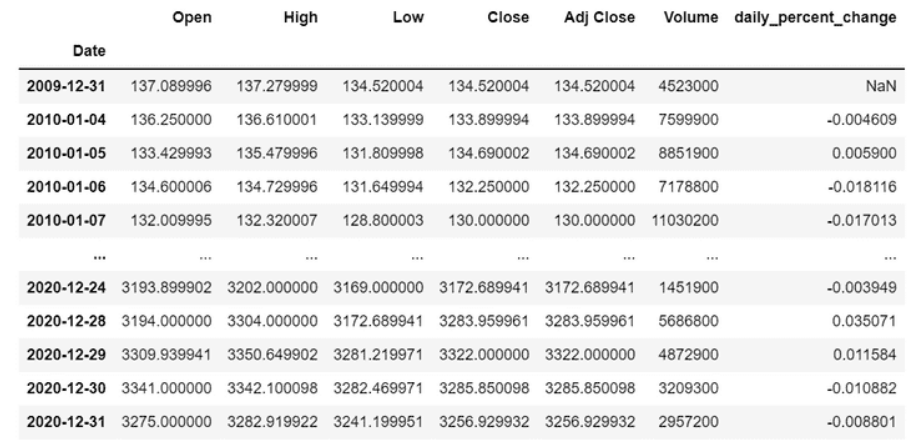 Open High Low Close Adj Close Volume daily_percent_change
Date
2009-12-31 137.089996 137.279999 134.520004 134.520004 134.520004 4523000 NaN
2010-01-04 136.250000 136.610001 133.139999 133.899994 133.899994 7599900 -0.004609
2010-01-05 133.429993 135.479996 131.809998 134.690002 134.690002 8851900 0.005900
2010-01-06 134.600006 134.729996 131.649994 132.250000 132.250000 7178800 -0.018116
2010-01-07 132.009995 132.320007 128.800003 130.000000 130.000000 11030200 -0.017013
... ... ... ... ... ... ... ...
2020-12-24 3193.899902 3202.000000 3169.000000 3172.689941 3172.689941 1451900 -0.003949
2020-12-28 3194.000000 3304.000000 3172.689941 3283.959961 3283.959961 5686800 0.035071
2020-12-29 3309.939941 3350.649902 3281.219971 3322.000000 3322.000000 4872900 0.011584
2020-12-30 3341.000000 3342.100098 3282.469971 3285.850098 3285.850098 3209300 -0.010882
2020-12-31 3275.000000 3282.919922 3241.199951 3256.929932 3256.929932 2957200 -0.008801